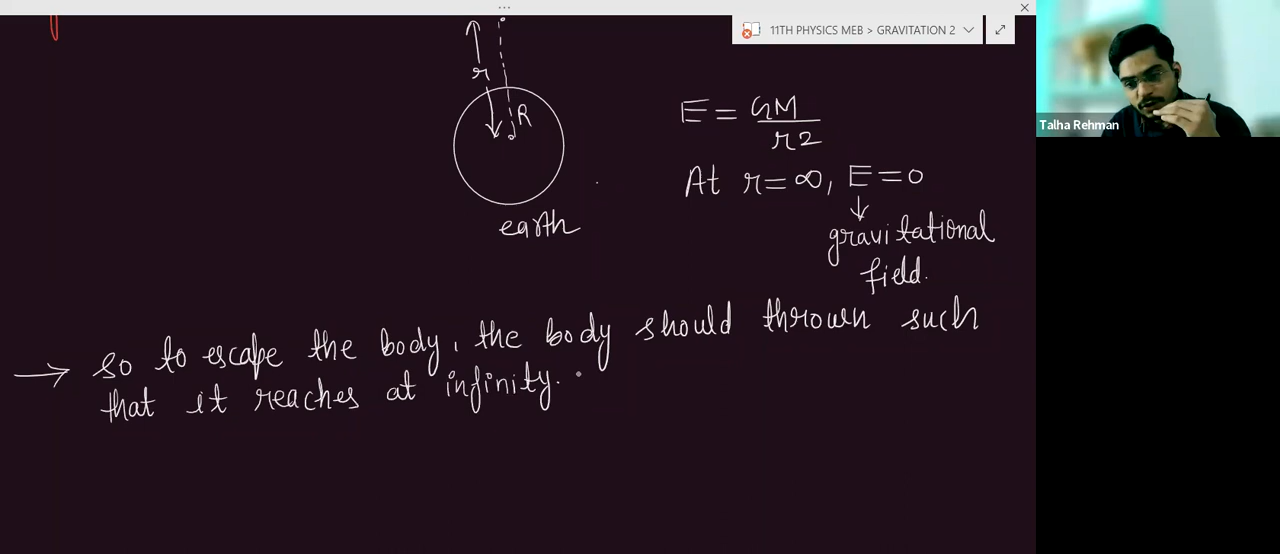 11TH PHYSICS MEB > GRAVITATION 2
Talha Rehman
r
R
earth
E = GM
r2
At r = ∞, E = 0
gravitational
field.
→ so to escape the body, the body should thrown such
that it reaches at infinity.